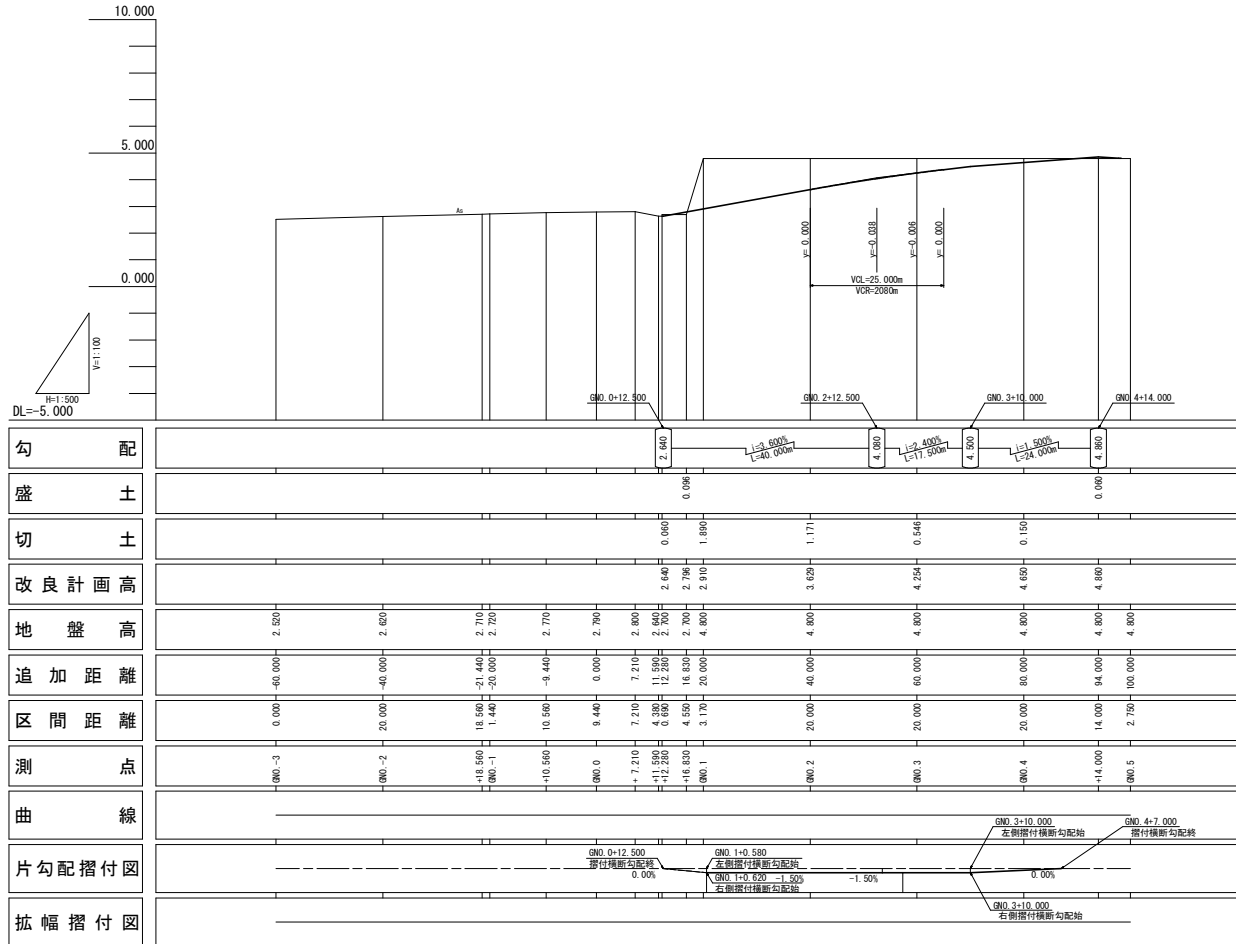 10.000
5.000
0.000
As
y= 0.000
y=-0.038
y=-0.006
y= 0.000
VCL=25.000m
VCR=2080m
V=1:100
H=1:500
DL=-5.000
GNO.0+12.500
GNO.2+12.500
GNO.3+10.000
GNO.4+14.000
勾配
2.640
i=3.600%
L=40.000m
4.080
i=2.400%
L=17.500m
4.500
i=1.500%
L=24.000m
4.860
盛土
0.096
0.060
切土
0.060
1.890
1.171
0.546
0.150
改良計画高
2.640
2.796
2.910
3.629
4.254
4.650
4.860
地盤高
2.520
2.620
2.710
2.720
2.770
2.790
2.800
2.640
2.700
2.700
4.800
4.800
4.800
4.800
4.800
4.800
追加距離
-60.000
-40.000
-21.440
-20.000
-9.440
0.000
7.210
11.590
12.280
16.830
20.000
40.000
60.000
80.000
94.000
100.000
区間距離
0.000
20.000
18.560
1.440
10.560
9.440
7.210
4.380
0.690
4.550
3.170
20.000
20.000
20.000
14.000
2.750
測点
GNO.-3
GNO.-2
+18.560
GNO.-1
+10.560
GNO.0
+ 7.210
+11.590
+12.280
+16.830
GNO.1
GNO.2
GNO.3
GNO.4
+14.000
GNO.5
曲線
GNO.3+10.000
左側摺付横断勾配始
GNO.4+7.000
摺付横断勾配終
片勾配摺付図
GNO.0+12.500
摺付横断勾配終
0.00%
GNO.1+0.580
左側摺付横断勾配始
GNO.1+0.620 -1.50%
右側摺付横断勾配始
-1.50%
0.00%
GNO.3+10.000
右側摺付横断勾配始
拡幅摺付図